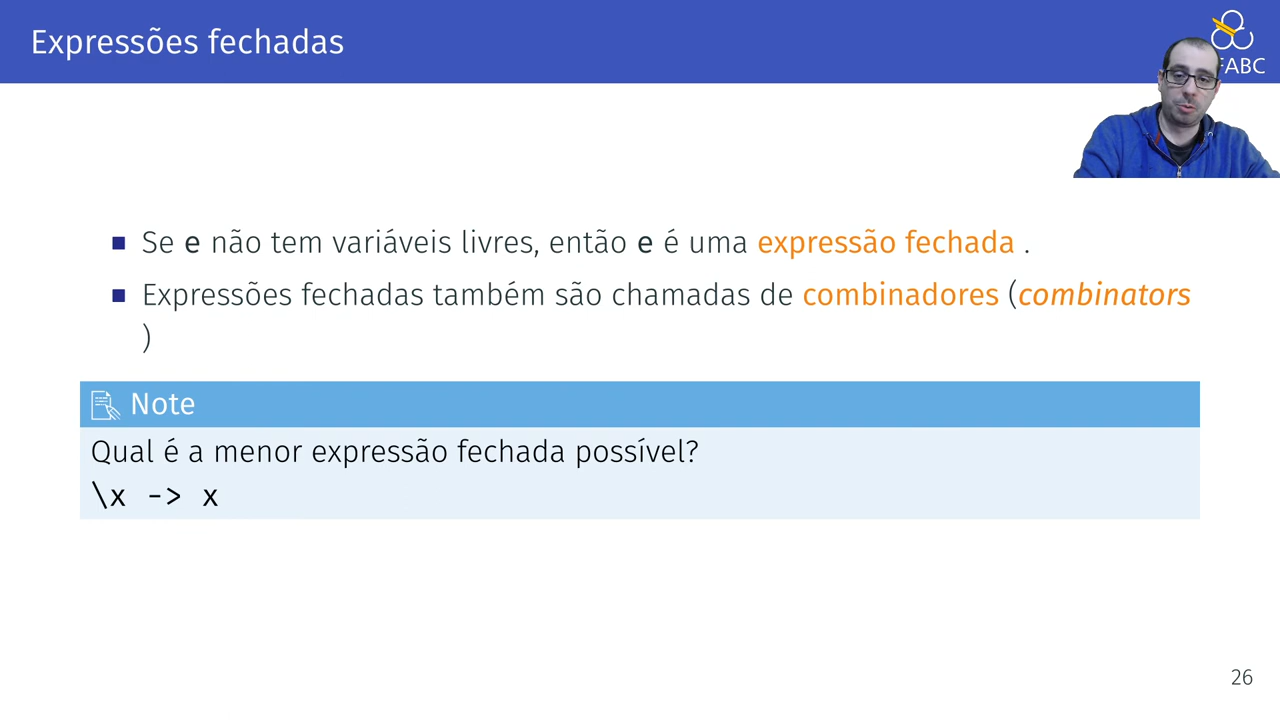 Expressões fechadas
FABC
Se e não tem variáveis livres, então e é uma expressão fechada .
Expressões fechadas também são chamadas de combinadores (combinators
)
Note
Qual é a menor expressão fechada possível?
\x -> x
26